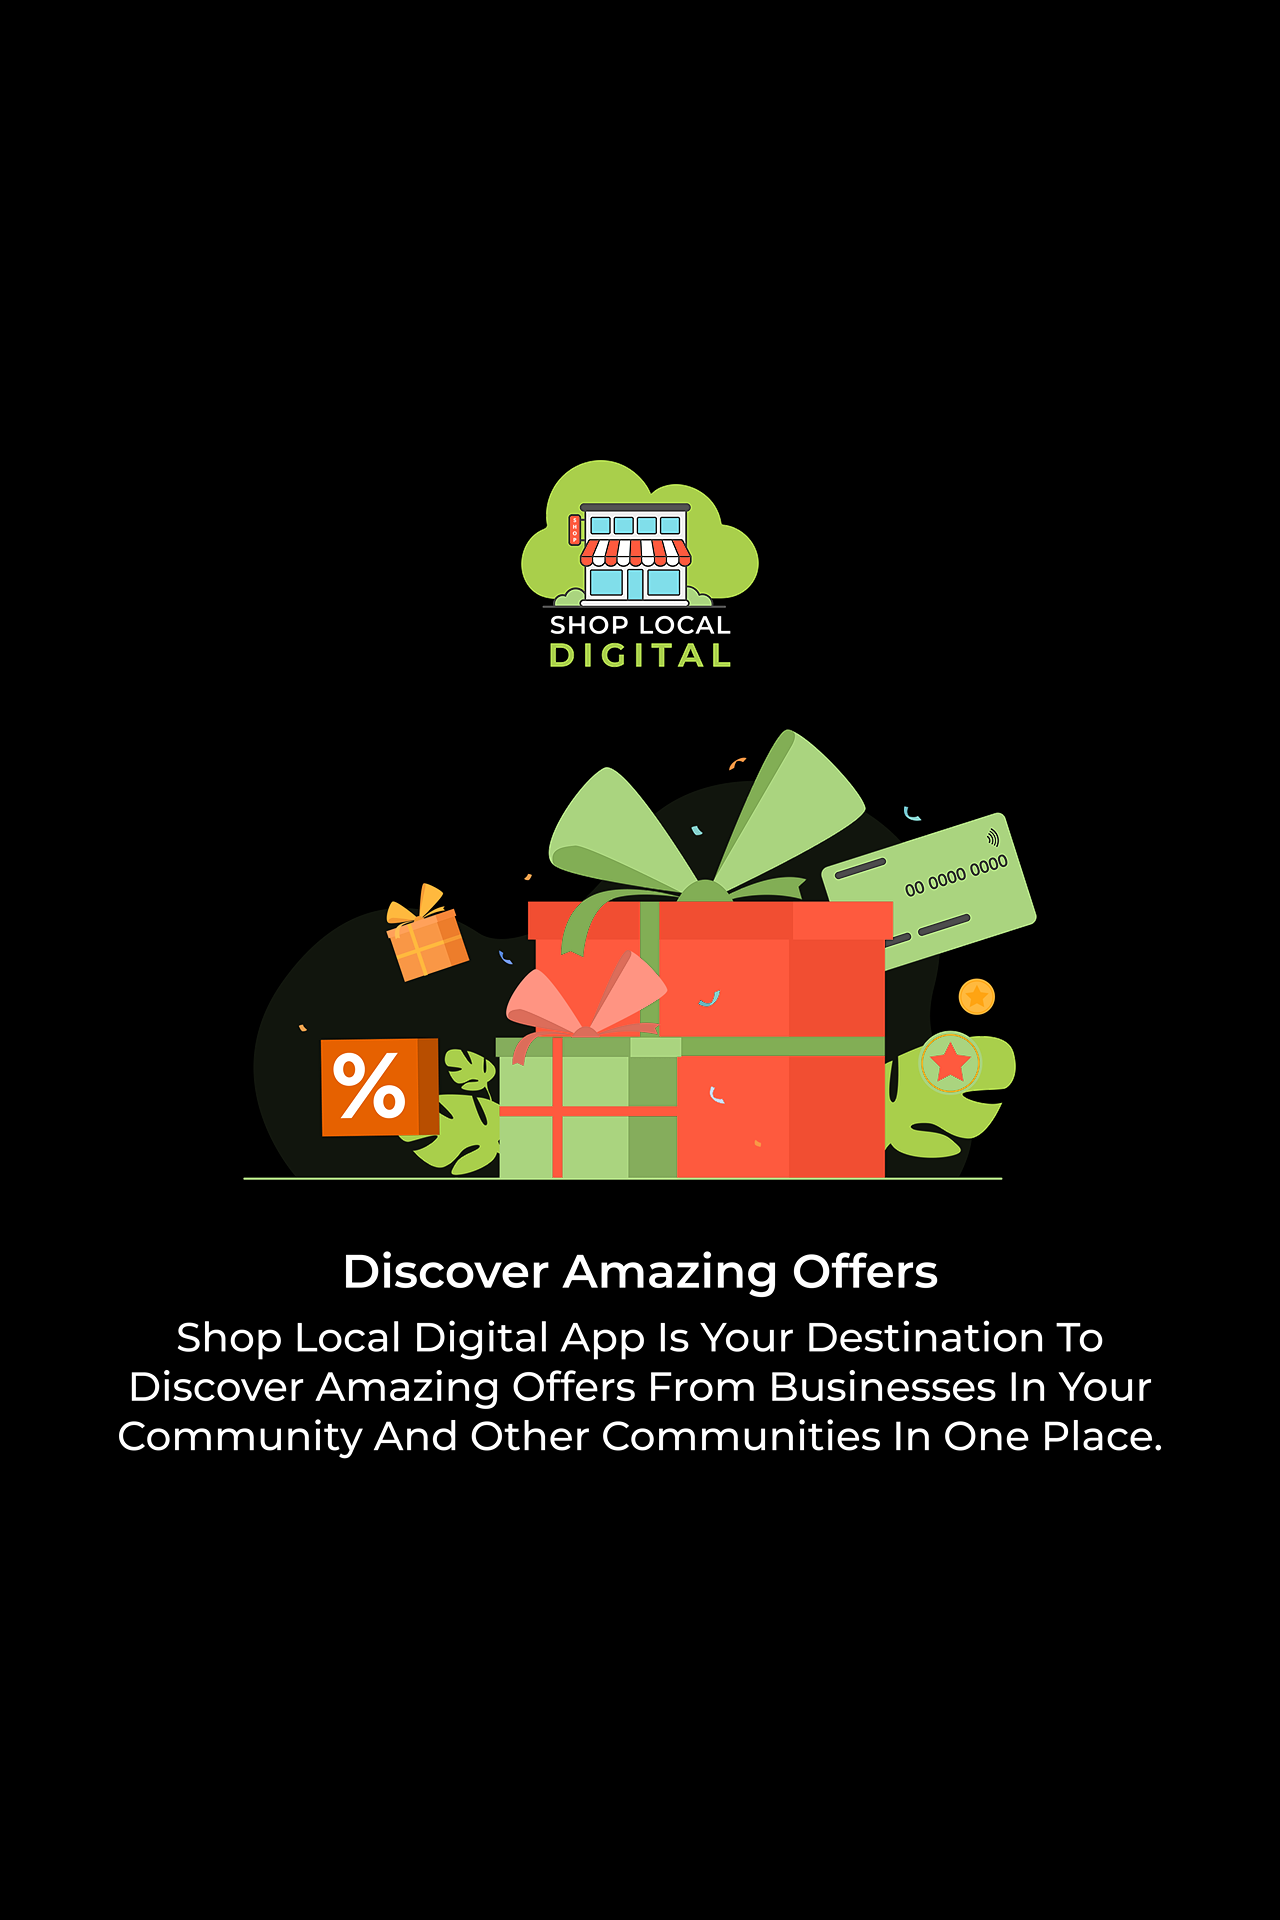 SHOP
SHOP LOCAL
DIGITAL
00 0000 0000
%
Discover Amazing Offers
Shop Local Digital App Is Your Destination To
Discover Amazing Offers From Businesses In Your
Community And Other Communities In One Place.